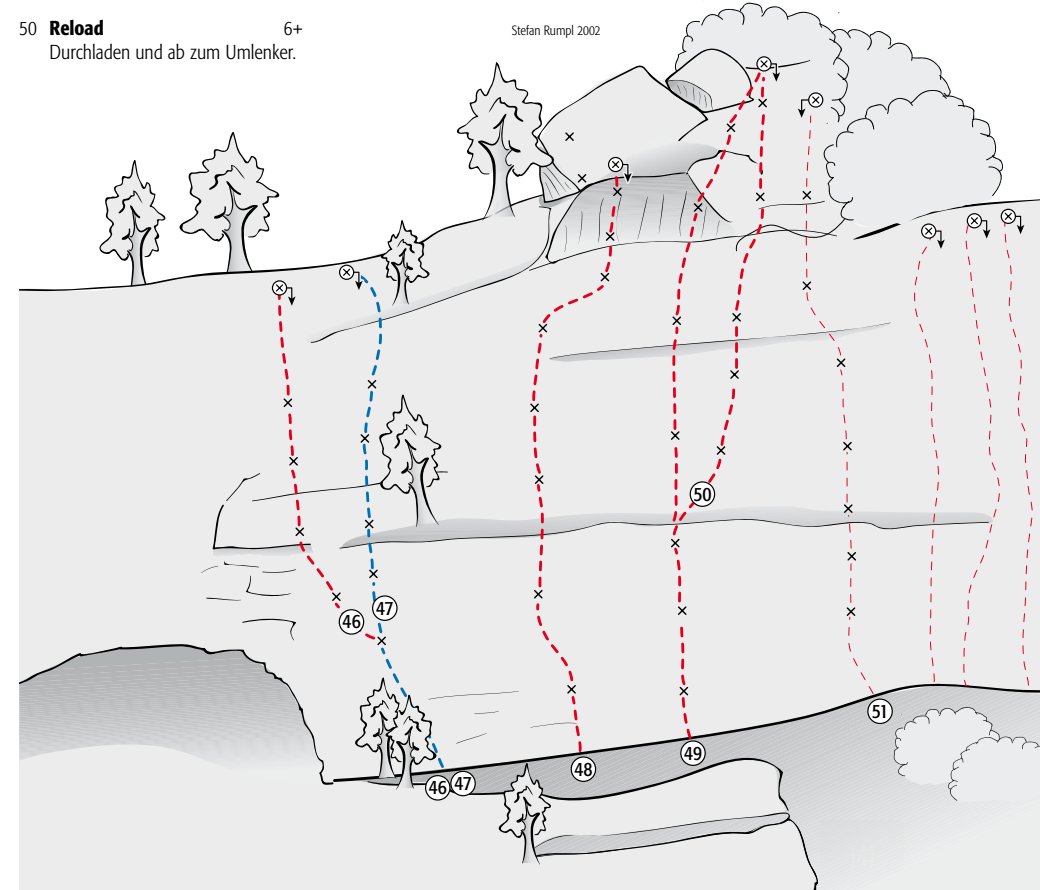 50 Reload 6+
Durchladen und ab zum Umlenker.
Stefan Rumpl 2002
50
46
47
51
49
48
46
47